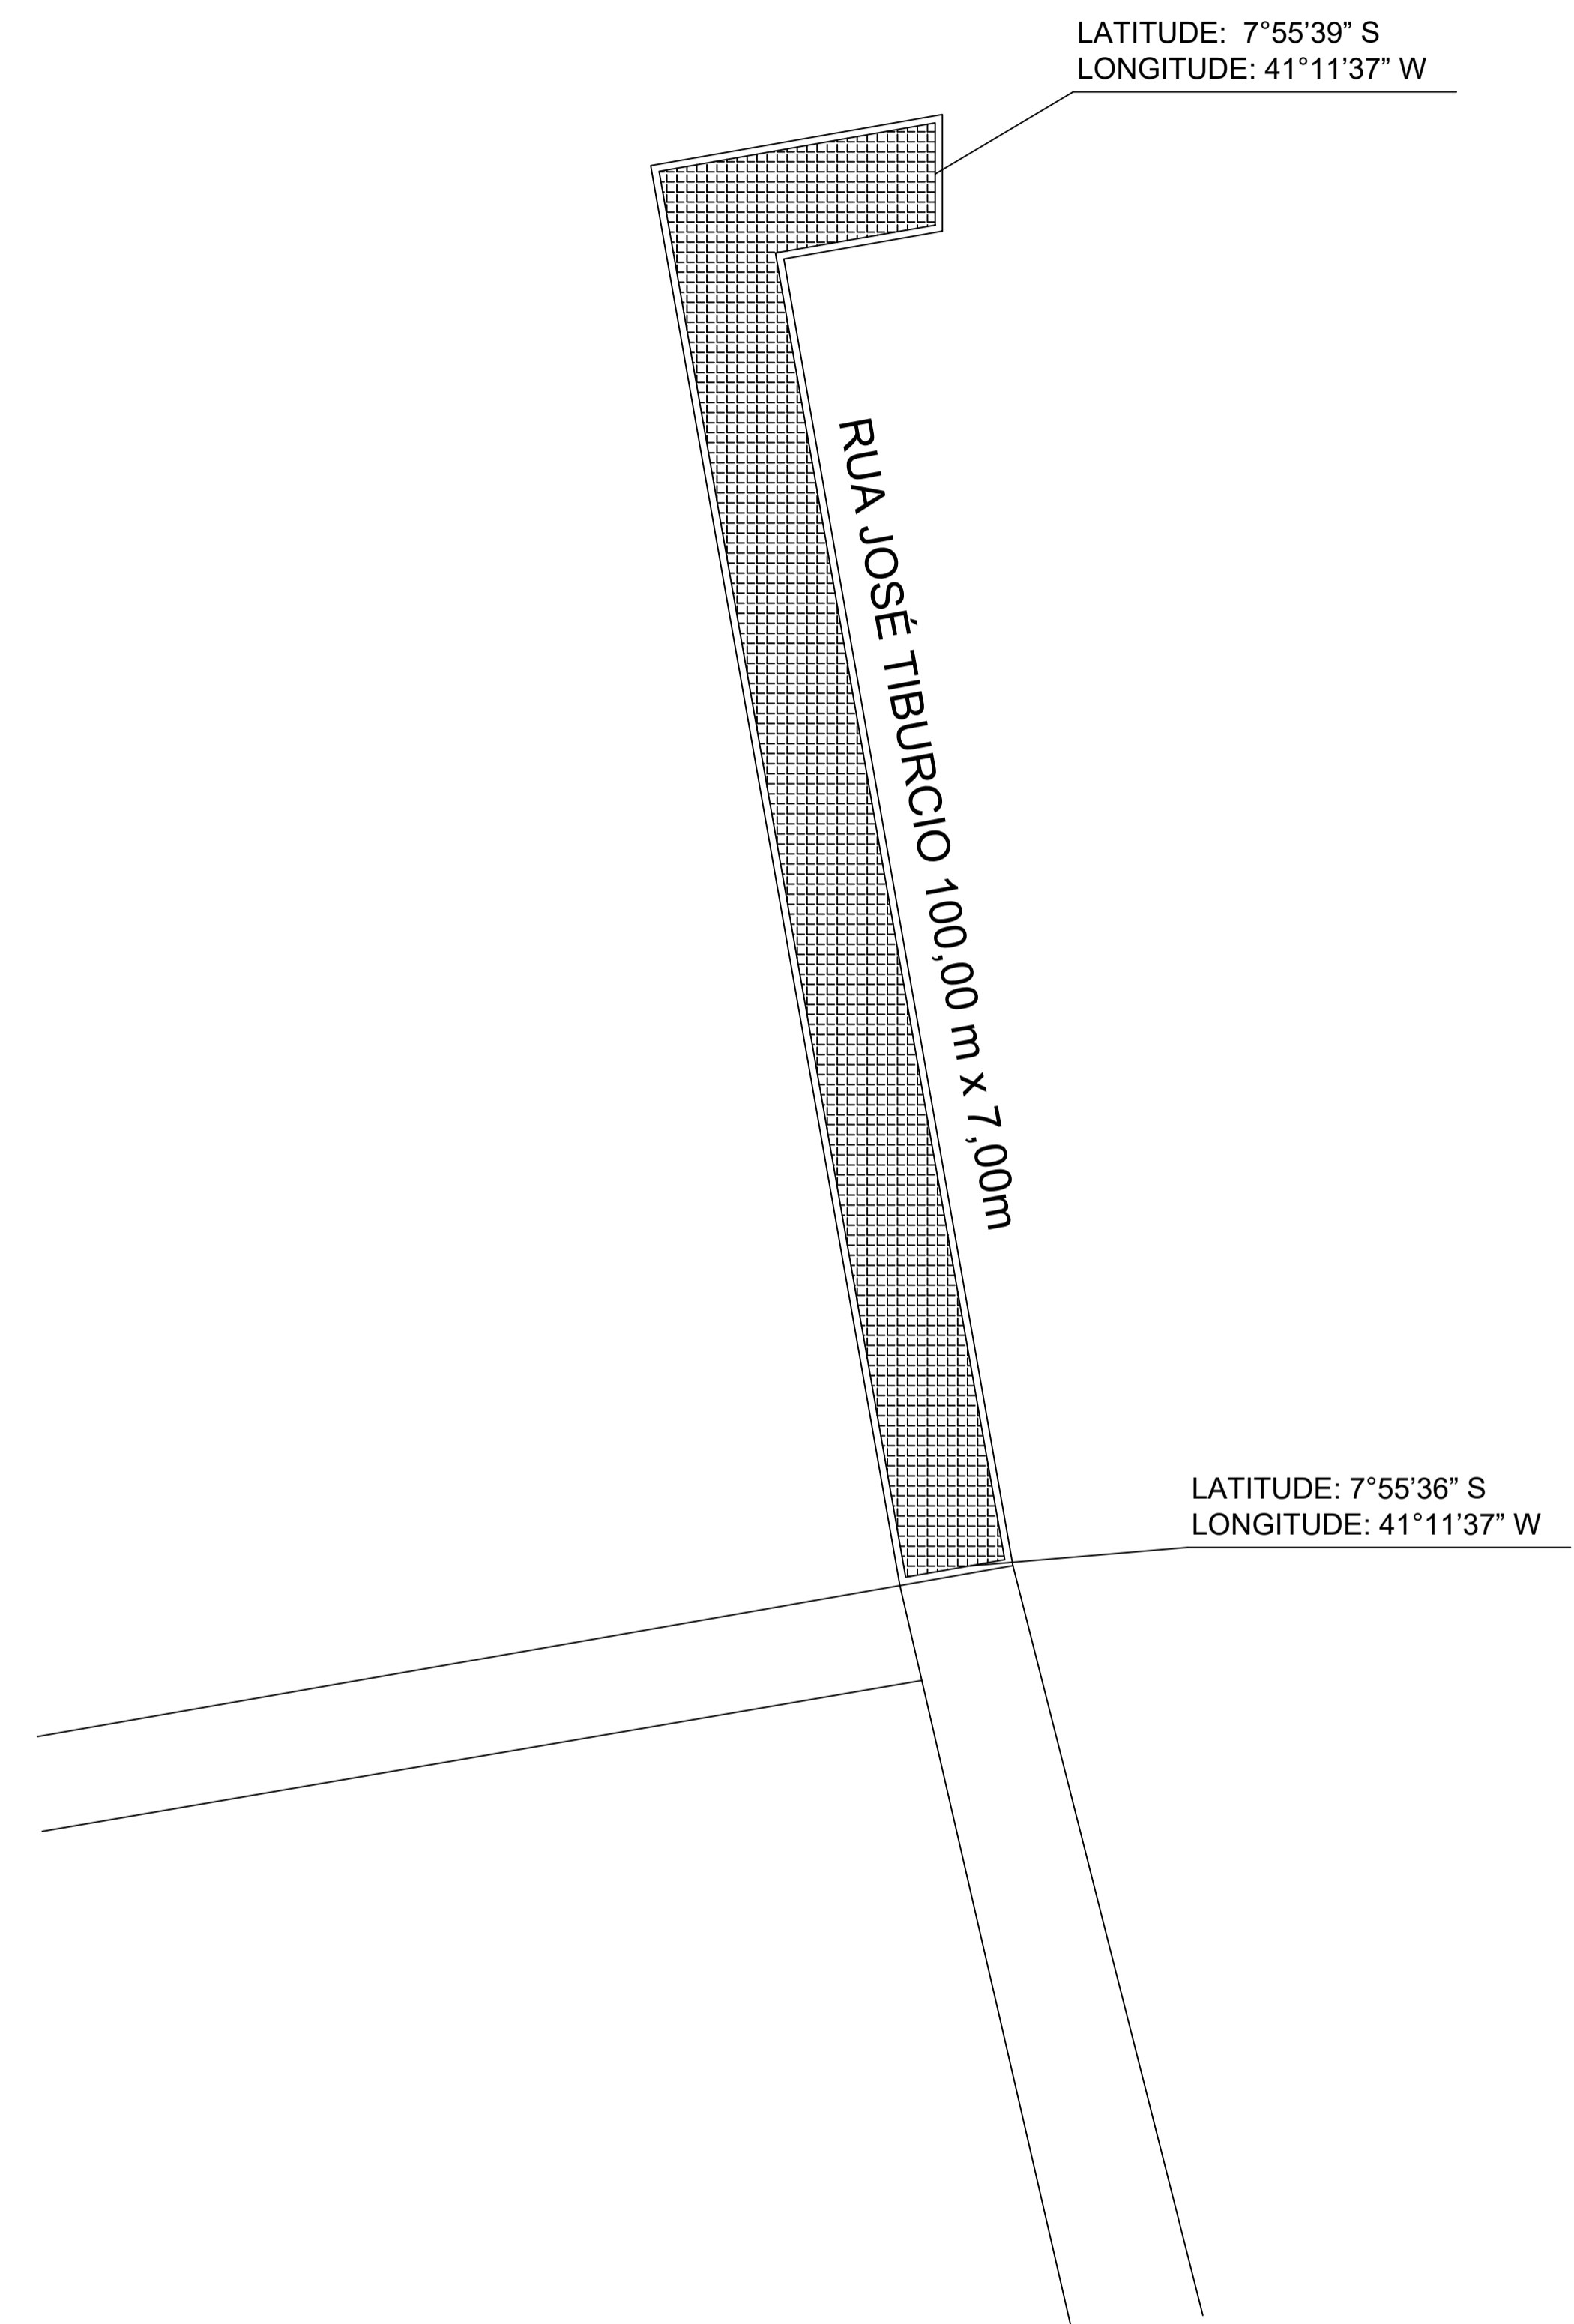 LATITUDE: 7°55’39” S
LONGITUDE: 41°11’37” W
RUA JOSÉ TIBURCIO 100,00 m x 7,00m
LATITUDE: 7°55’36” S
LONGITUDE: 41°11’37” W